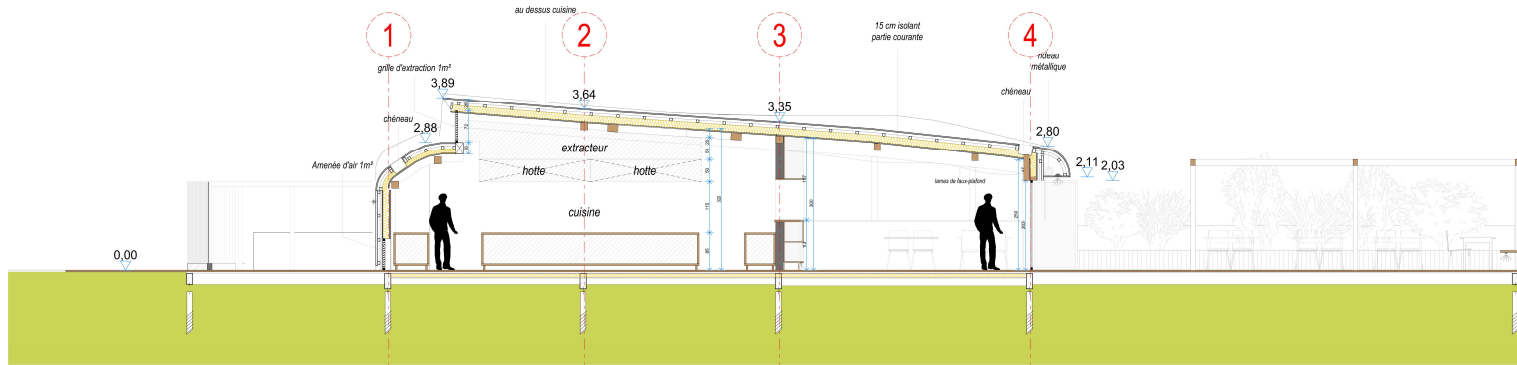 au dessus cuisine
1
2
3
4
15 cm isolant
partie courante
rideau
métallique
grille d'extraction 1m²
3,89
3,64
3,35
chéneau
chéneau
2,88
2,80
extracteur
Amenée d'air 1m²
hotte
hotte
2,11
2,03
lames de faux-plafond
cuisine
0,00